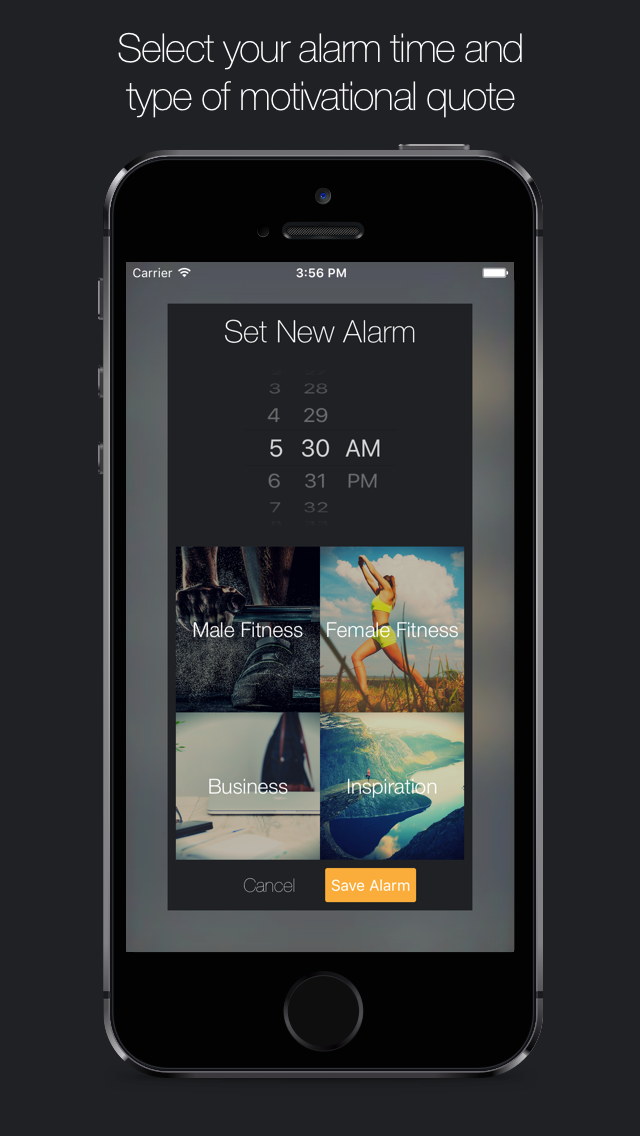 Select your alarm time and
type of motivational quote
Carrier 3:56 PM
Set New Alarm
3 28
4 29
5 30 AM
6 31 PM
7 32
Male Fitness Female Fitness
Business Inspiration
Cancel Save Alarm